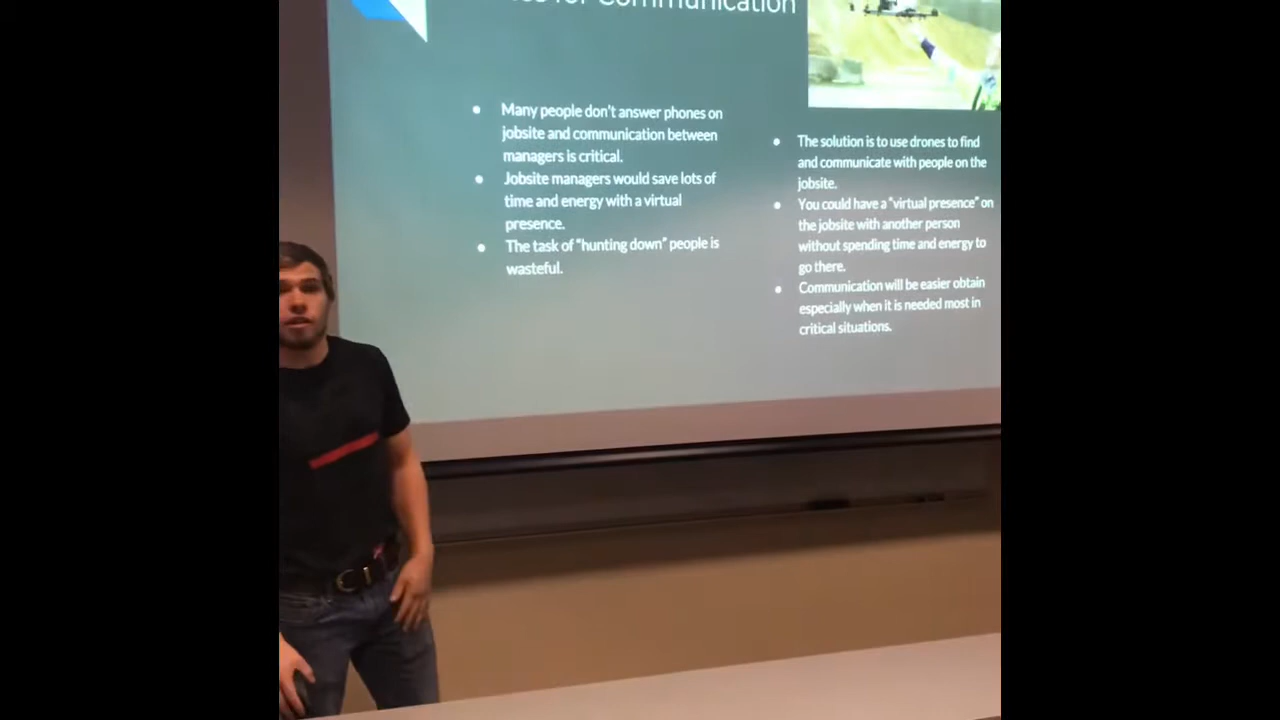 for Communication
Many people don't answer phones on
jobsite and communication between
managers is critical.
Jobsite managers would save lots of
time and energy with a virtual
presence.
The task of "hunting down" people is
wasteful.
The solution is to use drones to find
and communicate with people on the
jobsite.
You could have a "virtual presence" on
the jobsite with another person
without spending time and energy to
go there.
Communication will be easier obtain
especially when it is needed most in
critical situations.